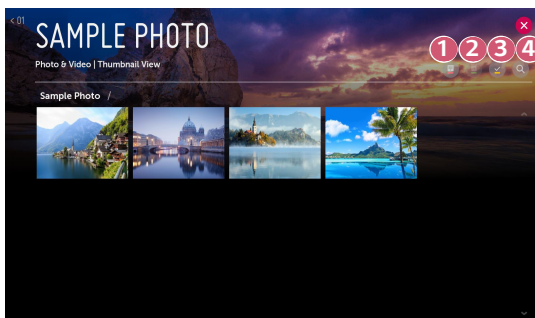 < 01
SAMPLE PHOTO
1 2 3 4
Photo & Video | Thumbnail View
Sample Photo /